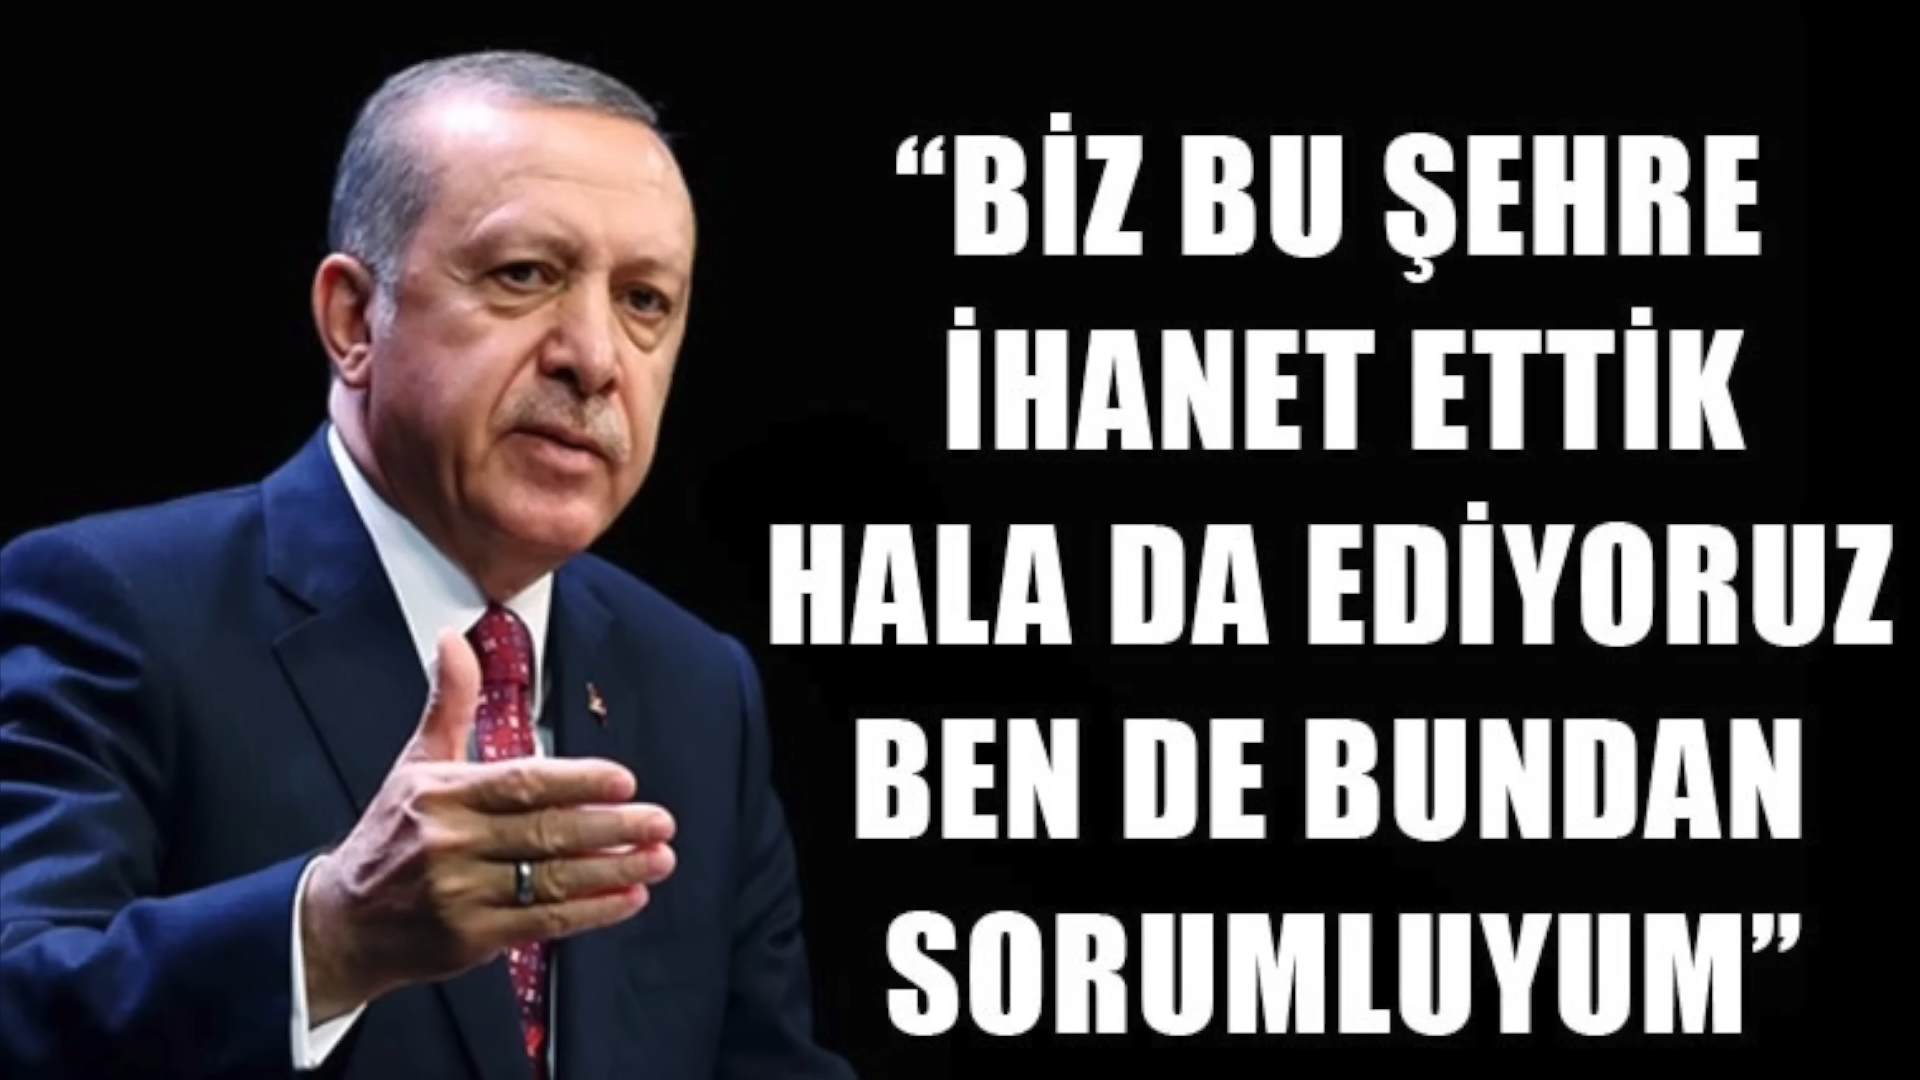 “BİZ BU ŞEHRE
İHANET ETTİK
HALA DA EDİYORUZ
BEN DE BUNDAN
SORUMLUYUM”